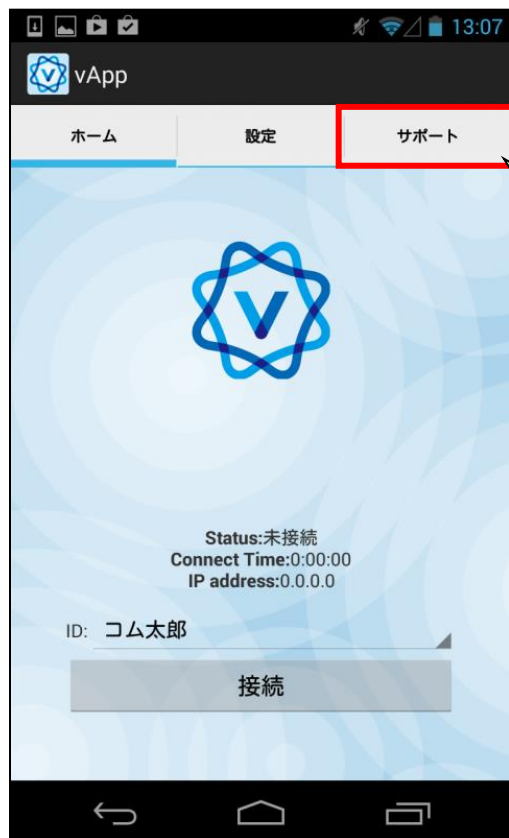 13:07
vApp
ホーム 設定 サポート
V
Status:未接続
Connect Time:0:00:00
IP address:0.0.0.0
ID: コム太郎
接続